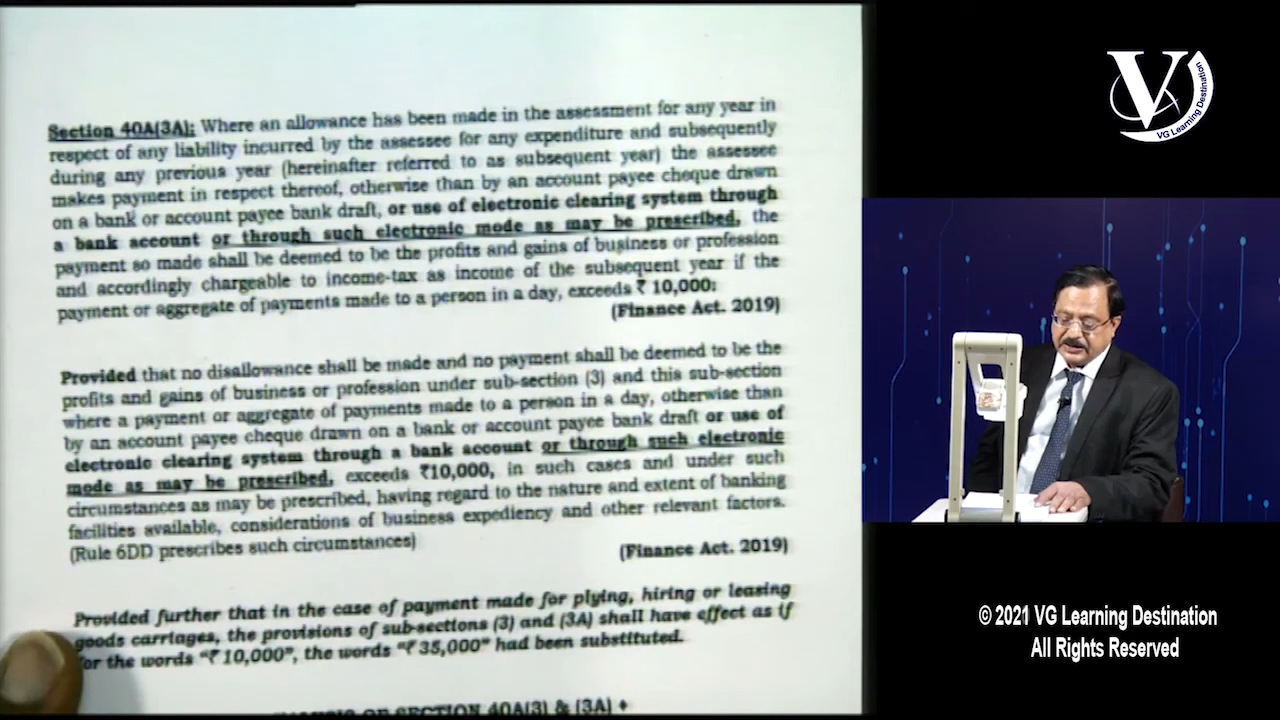 Section 40A(3A): Where an allowance has been made in the assessment for any year in
respect of any liability incurred by the assessee for any expenditure and subsequently
during any previous year (hereinafter referred to as subsequent year) the assessee
makes payment in respect thereof, otherwise than by an account payee cheque drawn
on a bank or account payee bank draft, or use of electronic clearing system through
a bank account or through such electronic mode as may be prescribed, the
payment so made shall be deemed to be the profits and gains of business or profession
and accordingly chargeable to income-tax as income of the subsequent year if the
payment or aggregate of payments made to a person in a day, exceeds ₹ 10,000:
(Finance Act. 2019)
Provided that no disallowance shall be made and no payment shall be deemed to be the
profits and gains of business or profession under sub-section (3) and this sub-section
where a payment or aggregate of payments made to a person in a day, otherwise than
by an account payee cheque drawn on a bank or account payee bank draft or use of
electronic clearing system through a bank account or through such electronic
mode as may be prescribed, exceeds ₹10,000, in such cases and under such
circumstances as may be prescribed, having regard to the nature and extent of banking
facilities available, considerations of business expediency and other relevant factors.
(Rule 6DD prescribes such circumstances)
(Finance Act. 2019)
Provided further that in the case of payment made for plying, hiring or leasing
goods carriages, the provisions of sub-sections (3) and (3A) shall have effect as if
for the words "₹ 10,000", the words "₹ 35,000" had been substituted.
OF SECTION 40A(3) & (3A)
V
VG Learning Destination
© 2021 VG Learning Destination
All Rights Reserved